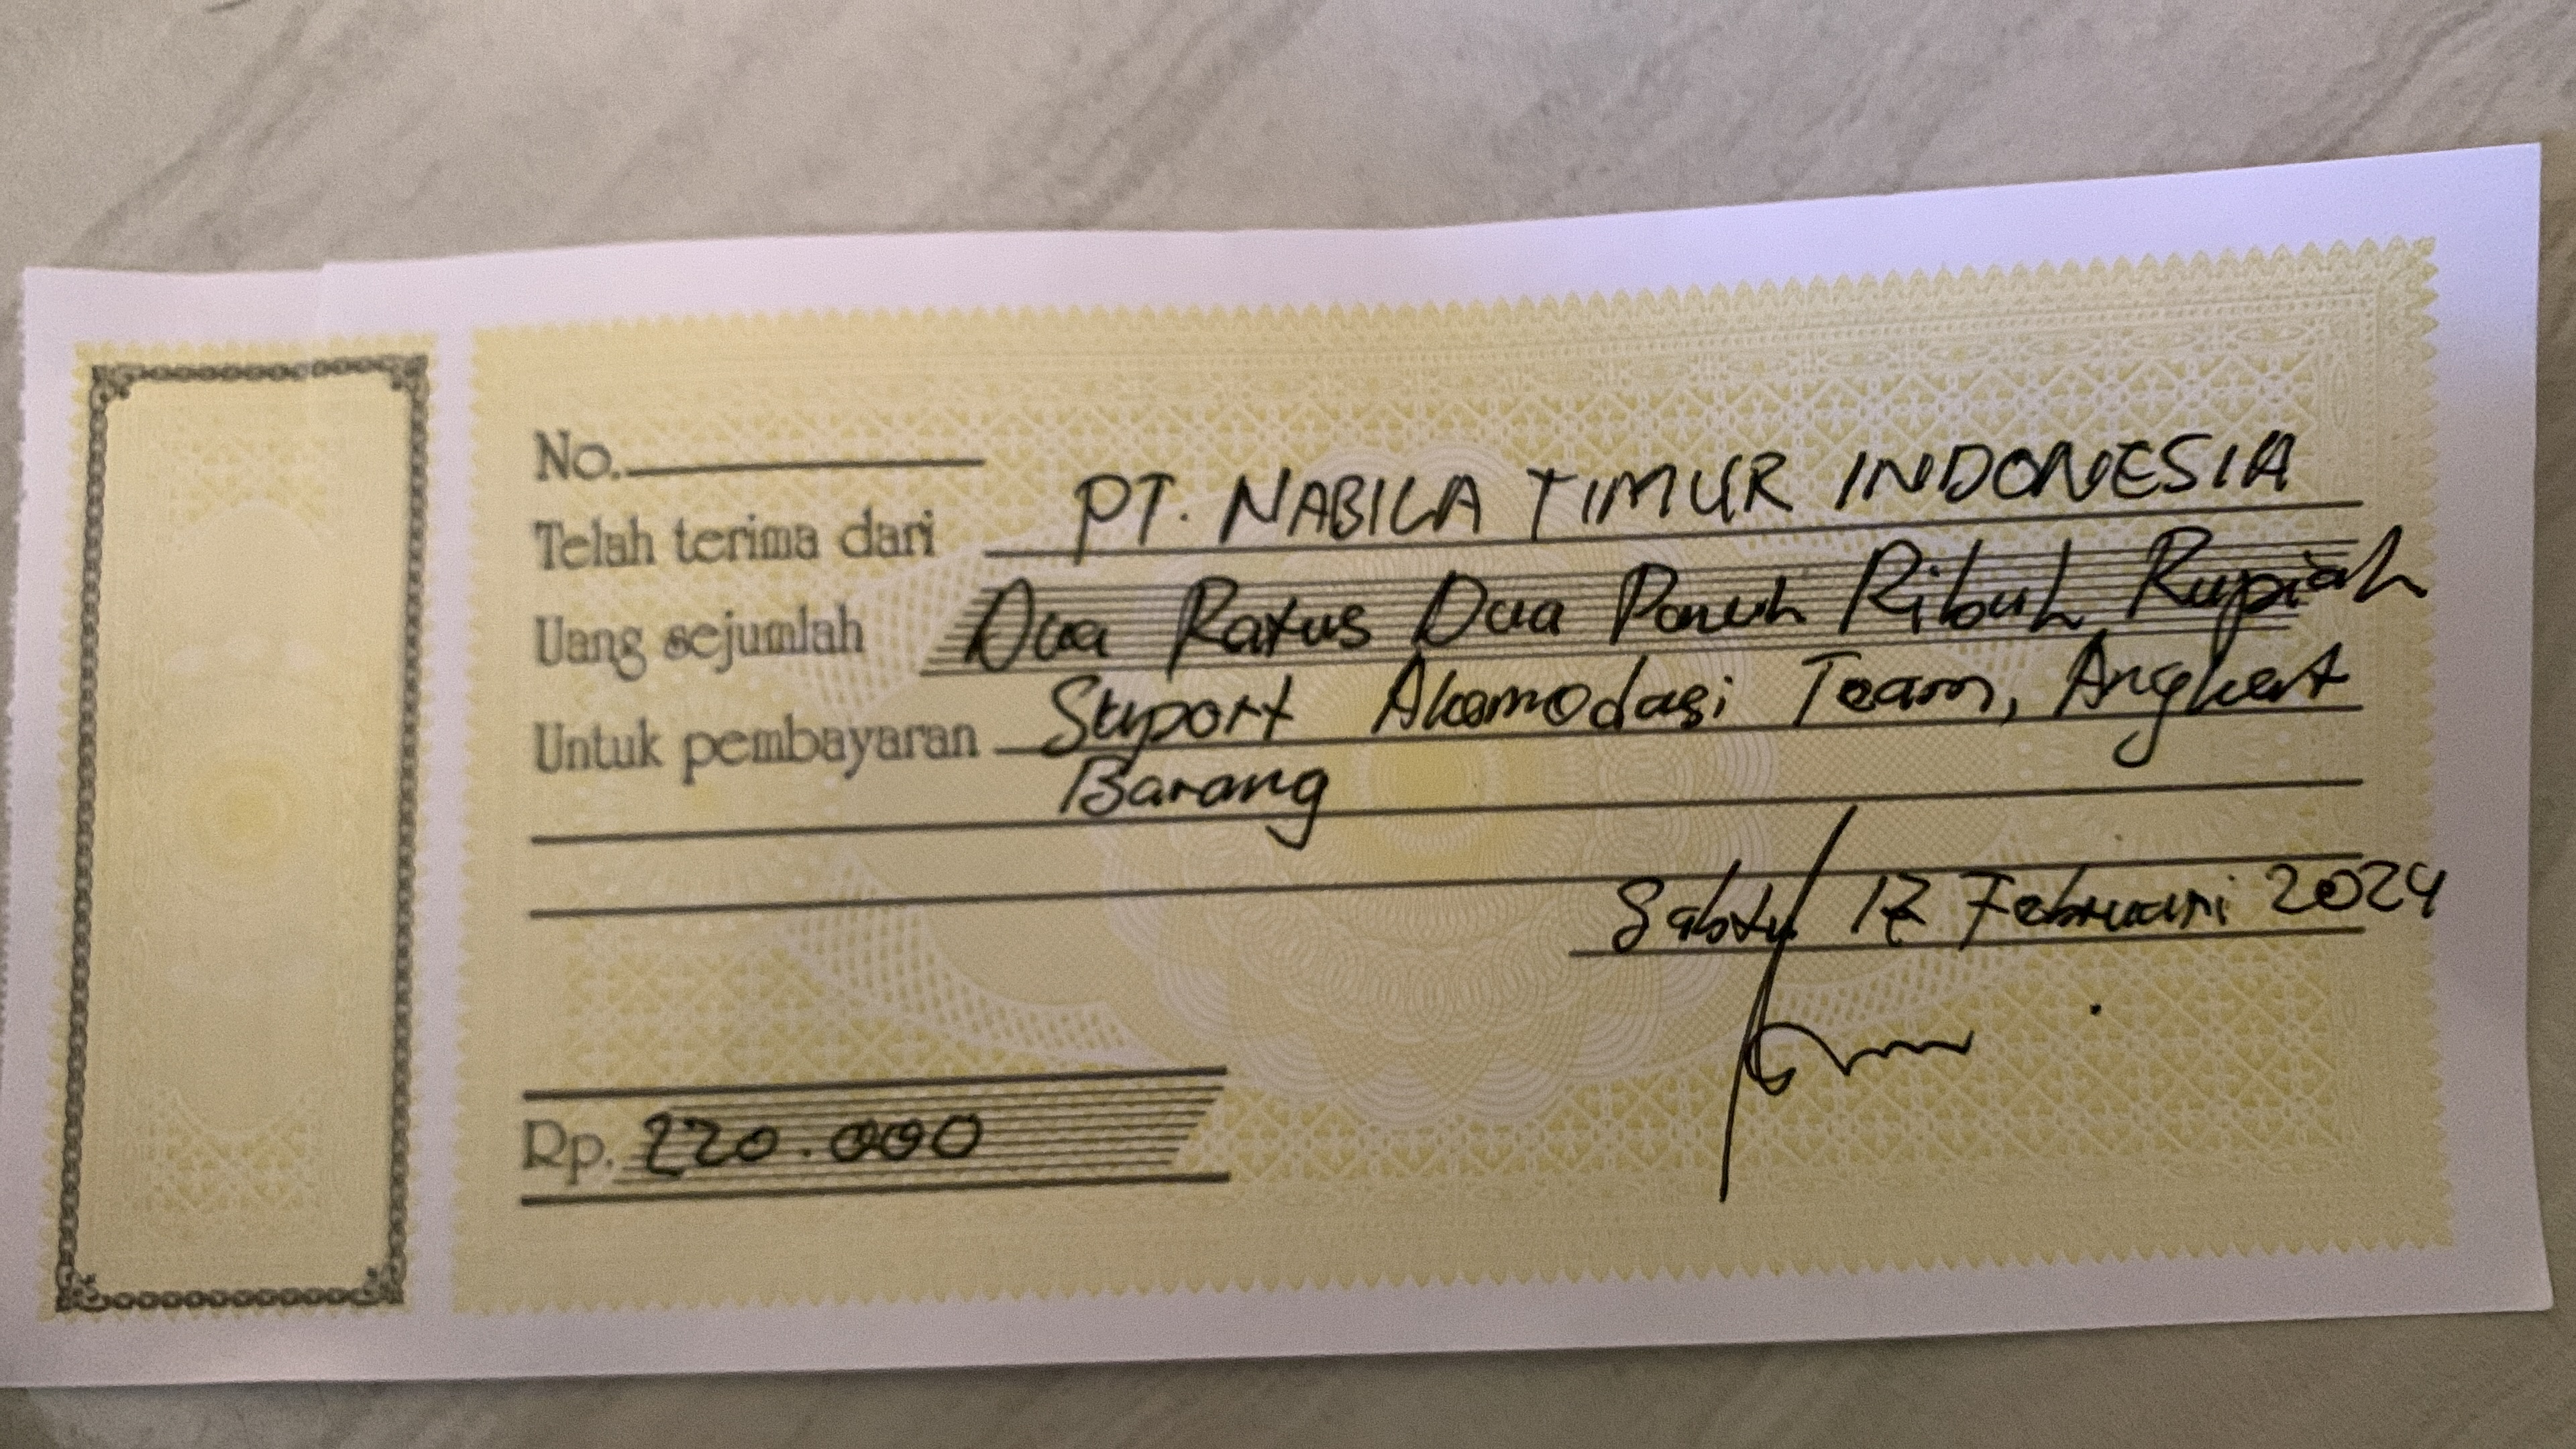 No.
Telah terima dari PT. NABILA TIMUR INDONESIA
Uang sejumlah Dua Ratus Dua Puluh Ribuh Rupiah
Untuk pembayaran Suport Akomodasi Team, Angkut
Barang
Sabtu 17 Februari 2024
Rp. 220.000